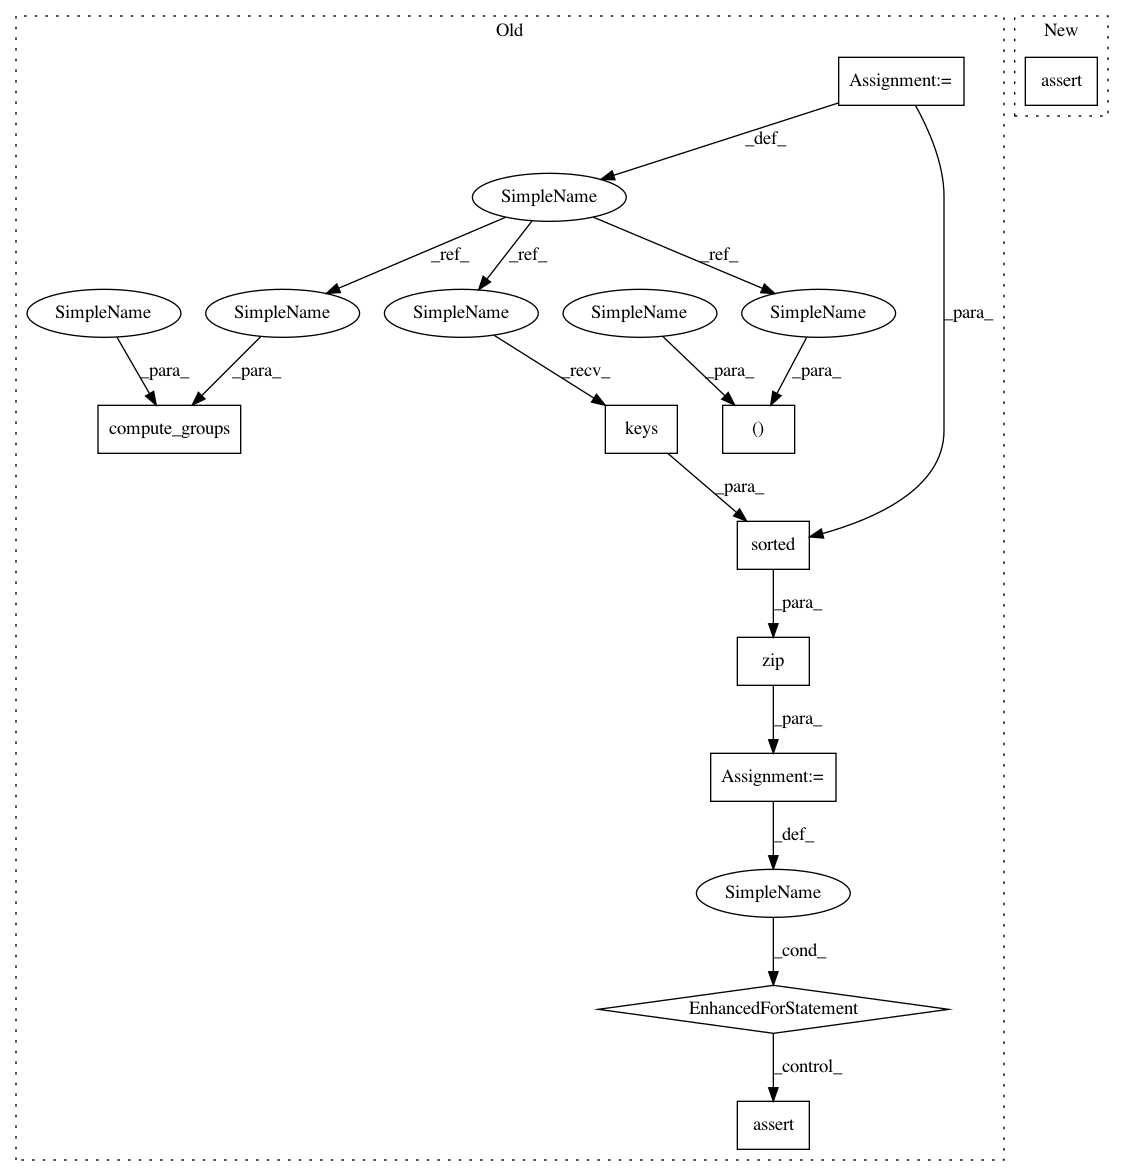 Old
New
Assignment:=
assert
_def_
SimpleName
_ref_
_ref_
_ref_
SimpleName
SimpleName
SimpleName
SimpleName
SimpleName
_para_
_para_
_para_
_recv_
_para_
_para_
compute_groups
keys
()
_para_
sorted
_para_
zip
_para_
Assignment:=
_def_
SimpleName
_cond_
EnhancedForStatement
_control_
assert